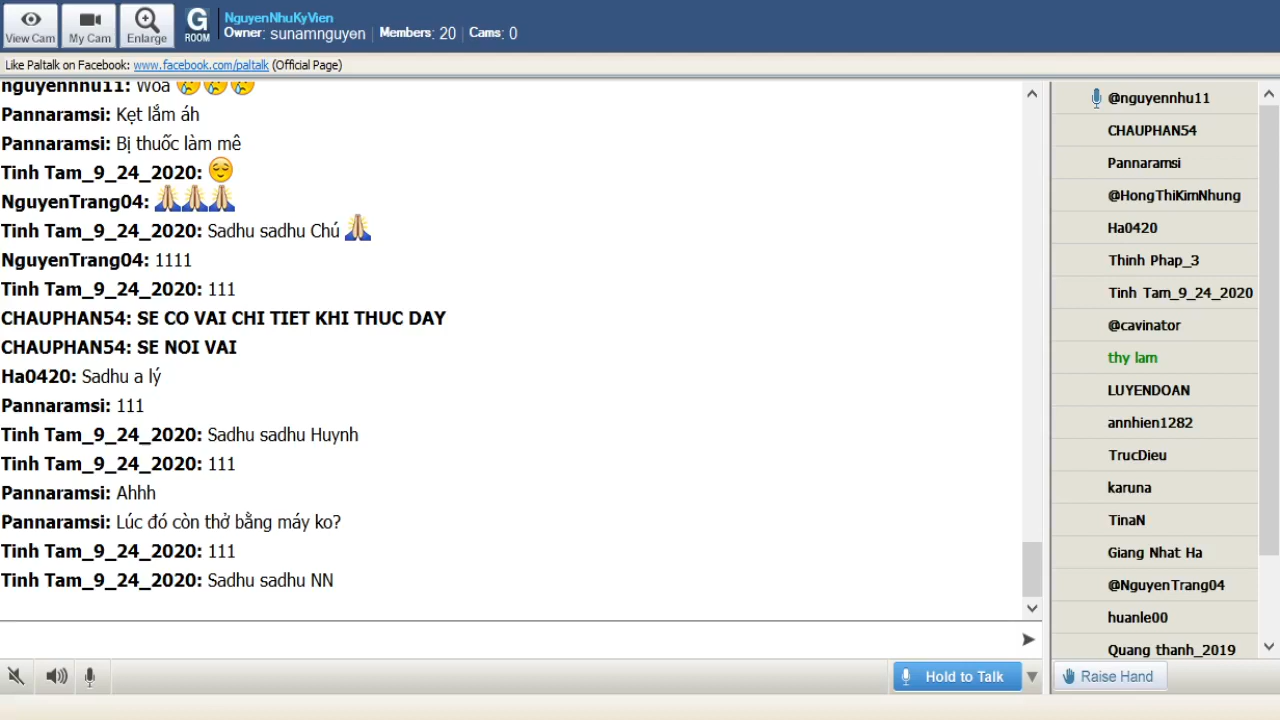 View Cam
My Cam
Enlarge
G
ROOM
NguyenNhuKyVien
Owner: sunamnguyen | Members: 20 | Cams: 0
Like Paltalk on Facebook: www.facebook.com/paltalk (Official Page)
nguyennhu11: Woa
Pannaramsi: Kẹt lắm áh
Pannaramsi: Bị thuốc làm mê
Tinh Tam_9_24_2020:
NguyenTrang04:
Tinh Tam_9_24_2020: Sadhu sadhu Chú
NguyenTrang04: 1111
Tinh Tam_9_24_2020: 111
CHAUPHAN54: SE CO VAI CHI TIET KHI THUC DAY
CHAUPHAN54: SE NOI VAI
Ha0420: Sadhu a lý
Pannaramsi: 111
Tinh Tam_9_24_2020: Sadhu sadhu Huynh
Tinh Tam_9_24_2020: 111
Pannaramsi: Ahhh
Pannaramsi: Lúc đó còn thở bằng máy ko?
Tinh Tam_9_24_2020: 111
Tinh Tam_9_24_2020: Sadhu sadhu NN
@nguyennhu11
CHAUPHAN54
Pannaramsi
@HongThiKimNhung
Ha0420
Thinh Phap_3
Tinh Tam_9_24_2020
@cavinator
thy lam
LUYENDOAN
annhien1282
TrucDieu
karuna
TinaN
Giang Nhat Ha
@NguyenTrang04
huanle00
Quang thanh_2019
Hold to Talk
Raise Hand